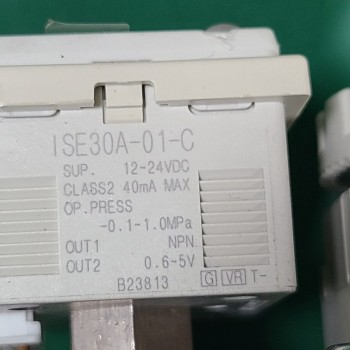 ISE30A-01-C
SUP. 12-24VDC
CLASS2 40mA MAX
OP.PRESS
-0.1-1.0MPa
OUT1 NPN
OUT2 0.6~5V
B23813 G VR T-